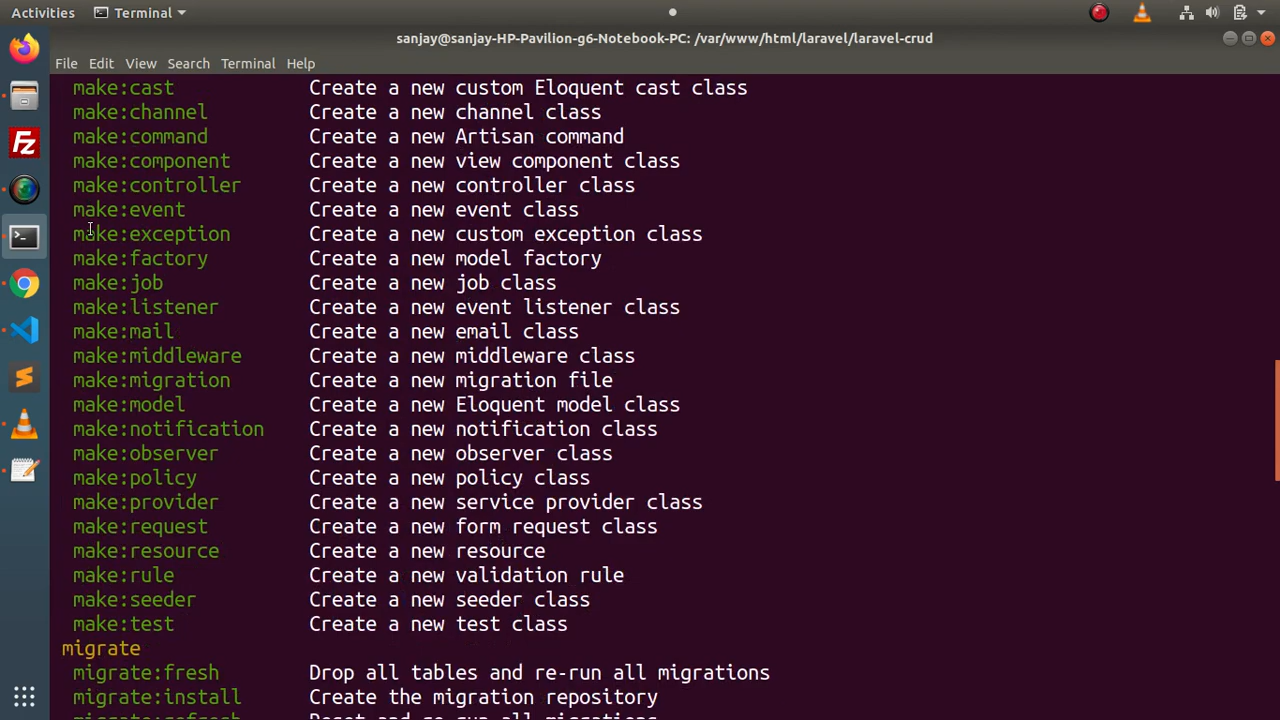 Activities
Terminal
sanjay@sanjay-HP-Pavilion-g6-Notebook-PC: /var/www/html/laravel/laravel-crud
File Edit View Search Terminal Help
make:cast Create a new custom Eloquent cast class
make:channel Create a new channel class
make:command Create a new Artisan command
make:component Create a new view component class
make:controller Create a new controller class
make:event Create a new event class
make:exception Create a new custom exception class
make:factory Create a new model factory
make:job Create a new job class
make:listener Create a new event listener class
make:mail Create a new email class
make:middleware Create a new middleware class
make:migration Create a new migration file
make:model Create a new Eloquent model class
make:notification Create a new notification class
make:observer Create a new observer class
make:policy Create a new policy class
make:provider Create a new service provider class
make:request Create a new form request class
make:resource Create a new resource
make:rule Create a new validation rule
make:seeder Create a new seeder class
make:test Create a new test class
migrate
migrate:fresh Drop all tables and re-run all migrations
migrate:install Create the migration repository
migrate:refresh Reset and re-run all migrations